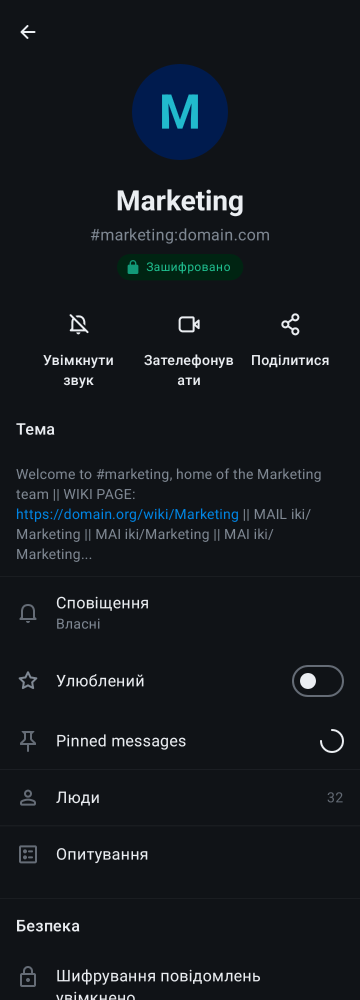 M
Marketing
#marketing:domain.com
Зашифровано
Увімкнути
звук
Зателефонув
ати
Поділитися
Тема
Welcome to #marketing, home of the Marketing
team || WIKI PAGE:
https://domain.org/wiki/Marketing || MAIL iki/
Marketing || MAI iki/Marketing || MAI iki/
Marketing...
Сповіщення
Власні
Улюблений
Pinned messages
Люди
32
Опитування
Безпека
Шифрування повідомлень
увімкнено